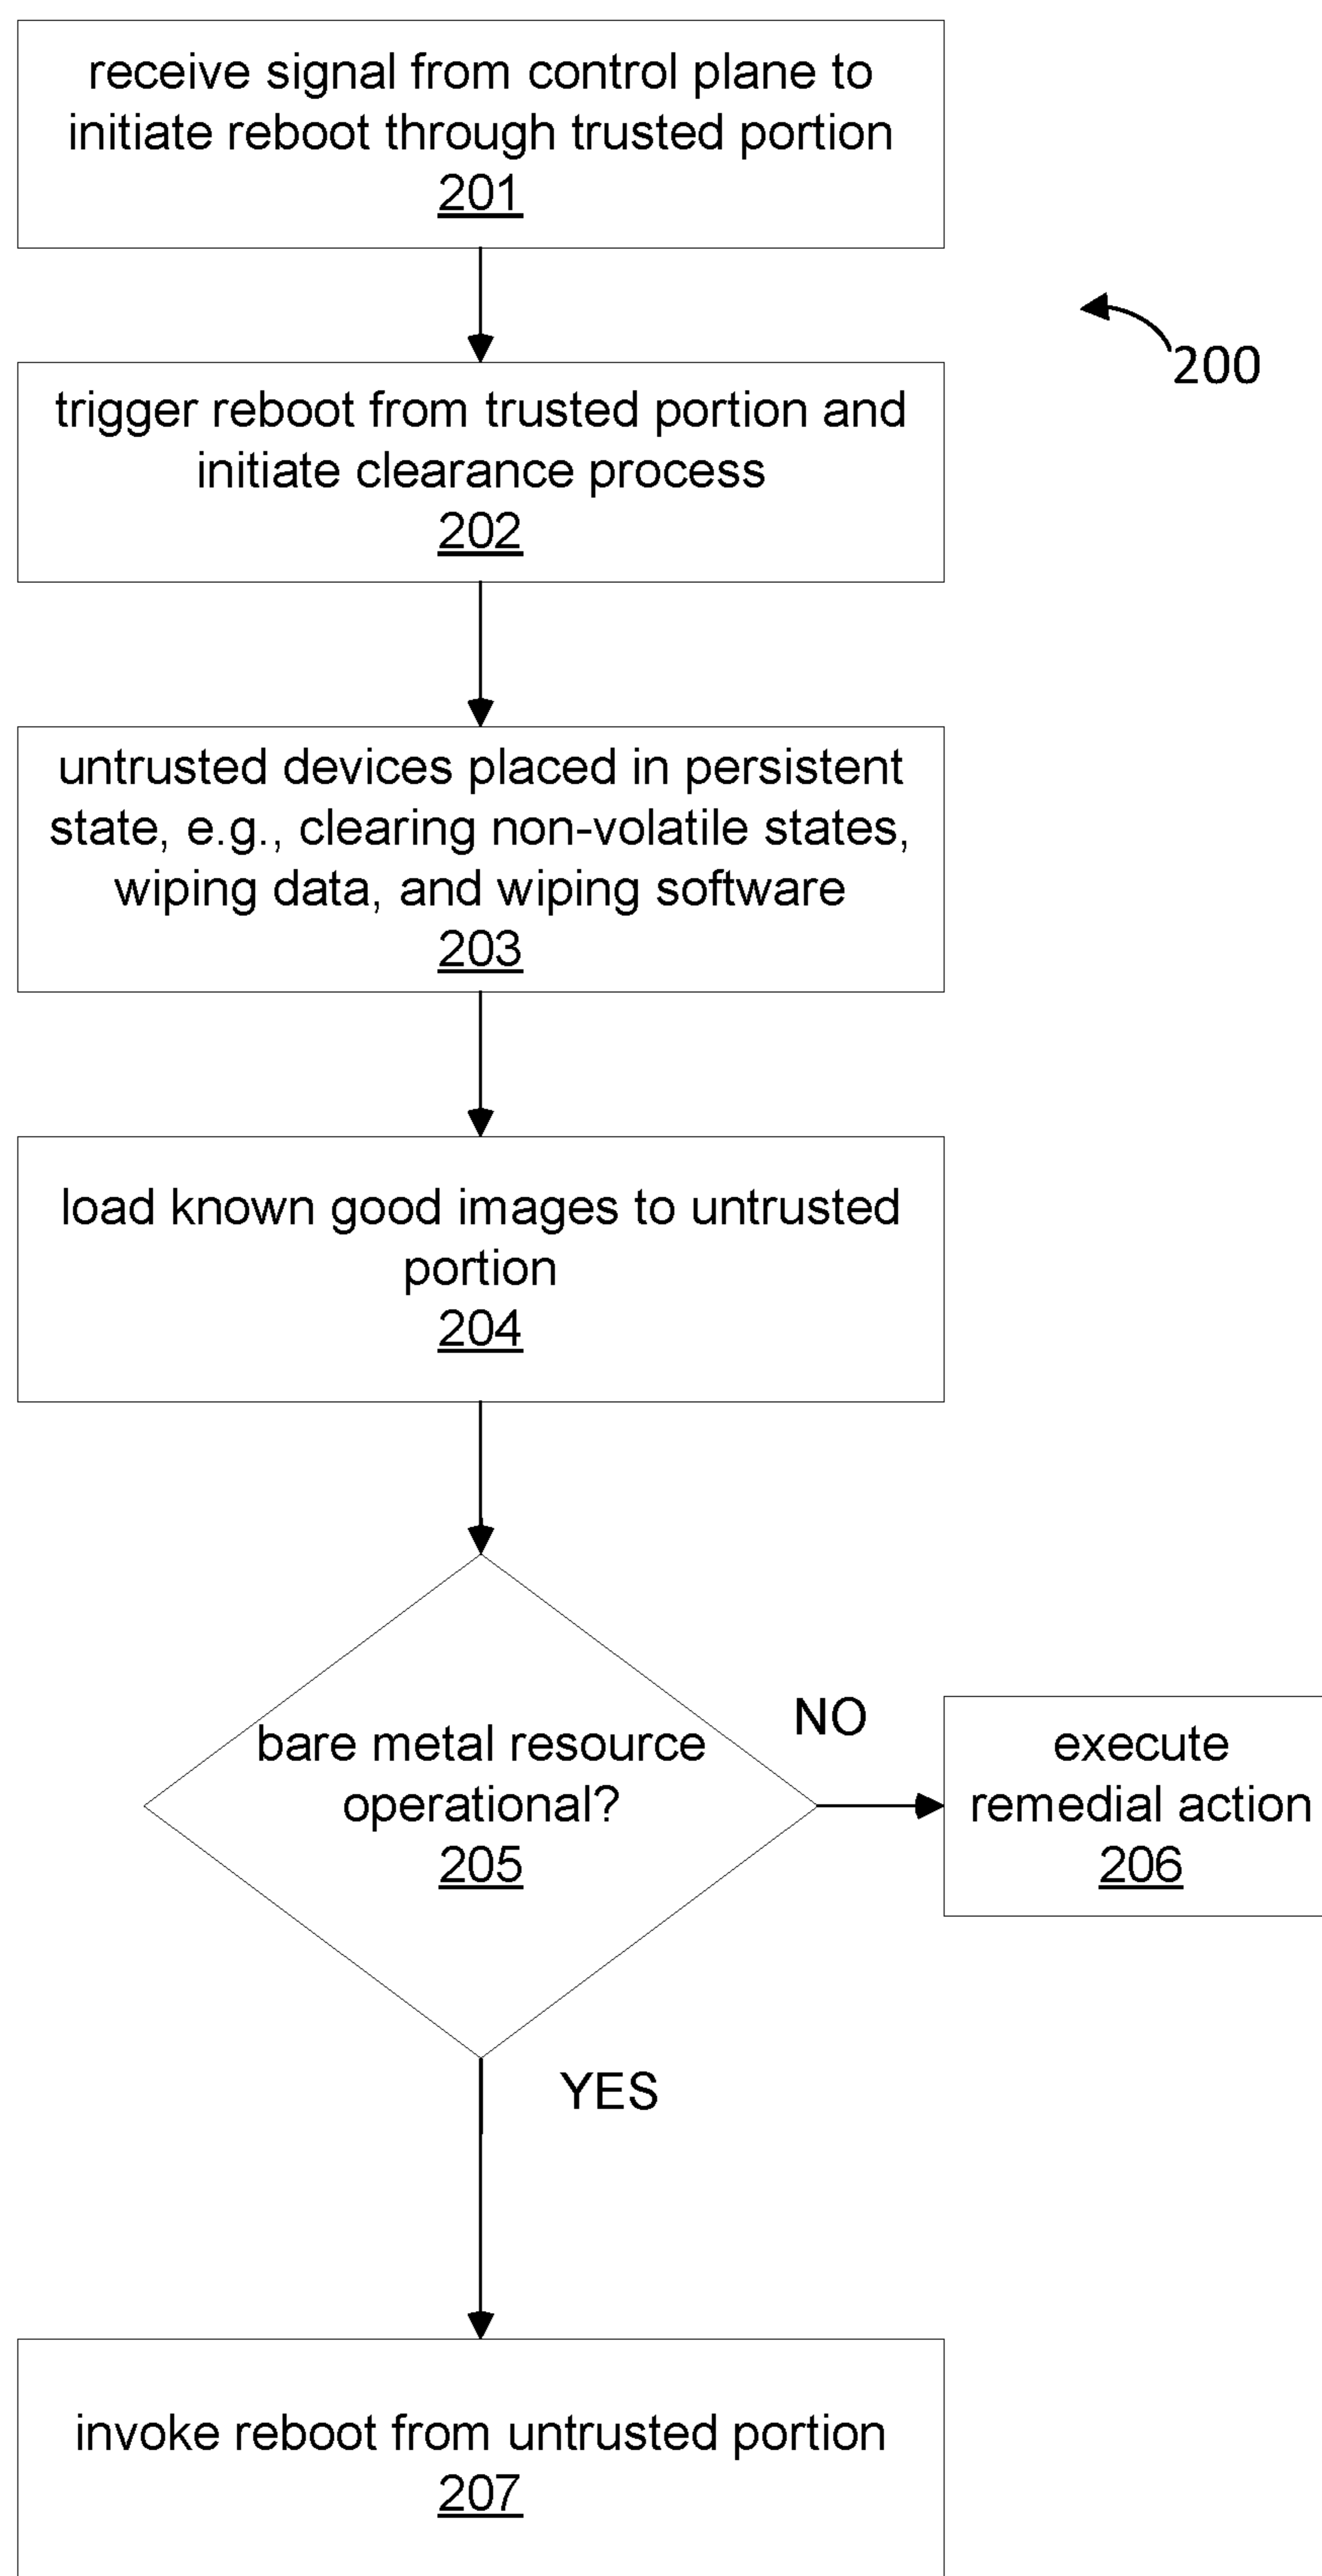 receive signal from control plane to
initiate reboot through trusted portion
201
200
trigger reboot from trusted portion and
initiate clearance process
202
untrusted devices placed in persistent
state, e.g., clearing non-volatile states,
wiping data, and wiping software
203
load known good images to untrusted
portion
204
bare metal resource
operational?
205
NO
execute
remedial action
206
YES
invoke reboot from untrusted portion
207